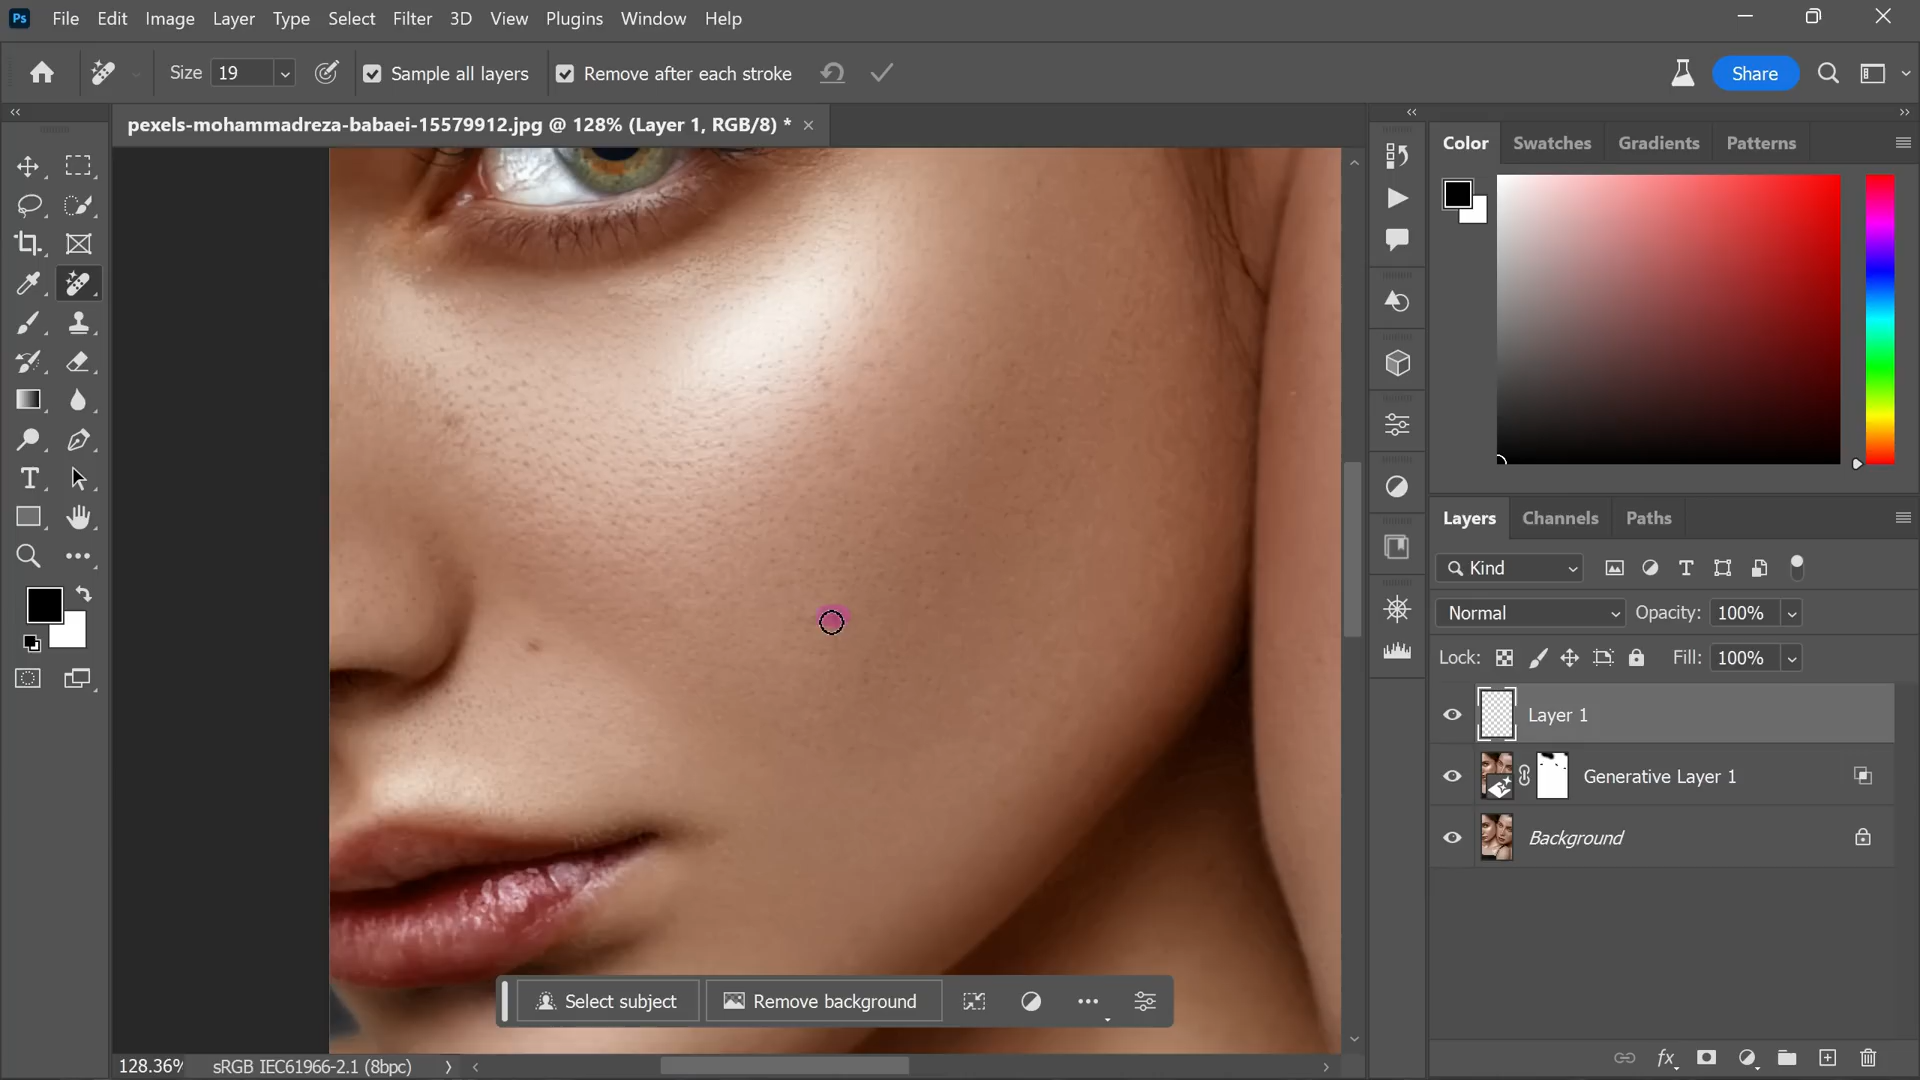 Ps File Edit Image Layer Type Select Filter 3D View Plugins Window Help
Size 19 Sample all layers Remove after each stroke Share
pexels-mohammadreza-babaei-15579912.jpg @ 128% (Layer 1, RGB/8) *
Color Swatches Gradients Patterns
Layers Channels Paths
Kind
Normal Opacity: 100%
Lock: Fill: 100%
Layer 1
Generative Layer 1
Background
Select subject Remove background
128.36% sRGB IEC61966-2.1 (8bpc)